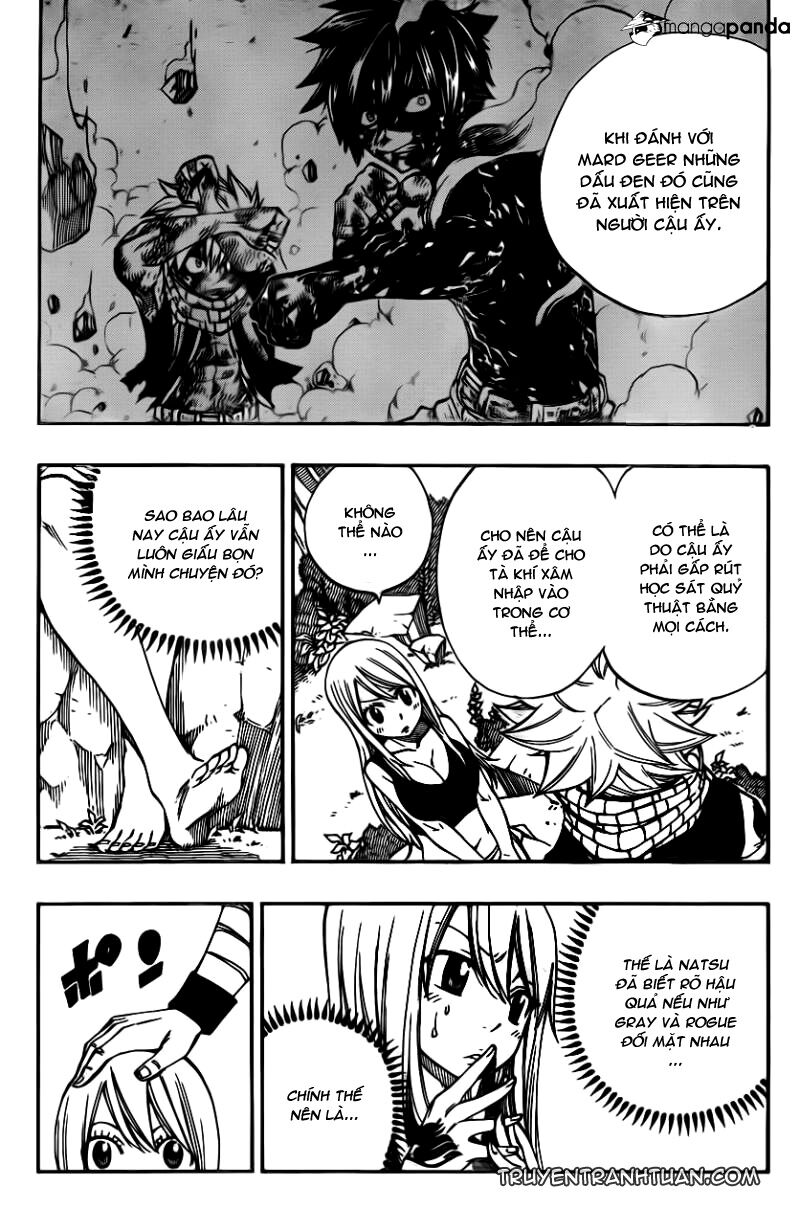 mangapanda
KHI ĐÁNH VỚI
MARD GEER NHỮNG
DẤU ĐEN ĐÓ CŨNG
ĐÃ XUẤT HIỆN TRÊN
NGƯỜI CẬU ẤY.
CÓ THỂ LÀ
DO CẬU ẤY
PHẢI GẤP RÚT
HỌC SÁT QUỶ
THUẬT BẰNG
MỌI CÁCH.
CHO NÊN CẬU
ẤY ĐÃ ĐỂ CHO
TÀ KHÍ XÂM
NHẬP VÀO
TRONG CƠ
THỂ...
KHÔNG
THỂ NÀO
...
SAO BAO LÂU
NAY CẬU ẤY VẪN
LUÔN GIẤU BỌN
MÌNH CHUYỆN ĐÓ?
THẾ LÀ NATSU
ĐÃ BIẾT RÕ HẬU
QUẢ NẾU NHƯ
GRAY VÀ ROGUE
ĐỐI MẶT NHAU
...
CHÍNH THẾ
NÊN LÀ...
ポン
TRUYENTRANHTUAN.COM